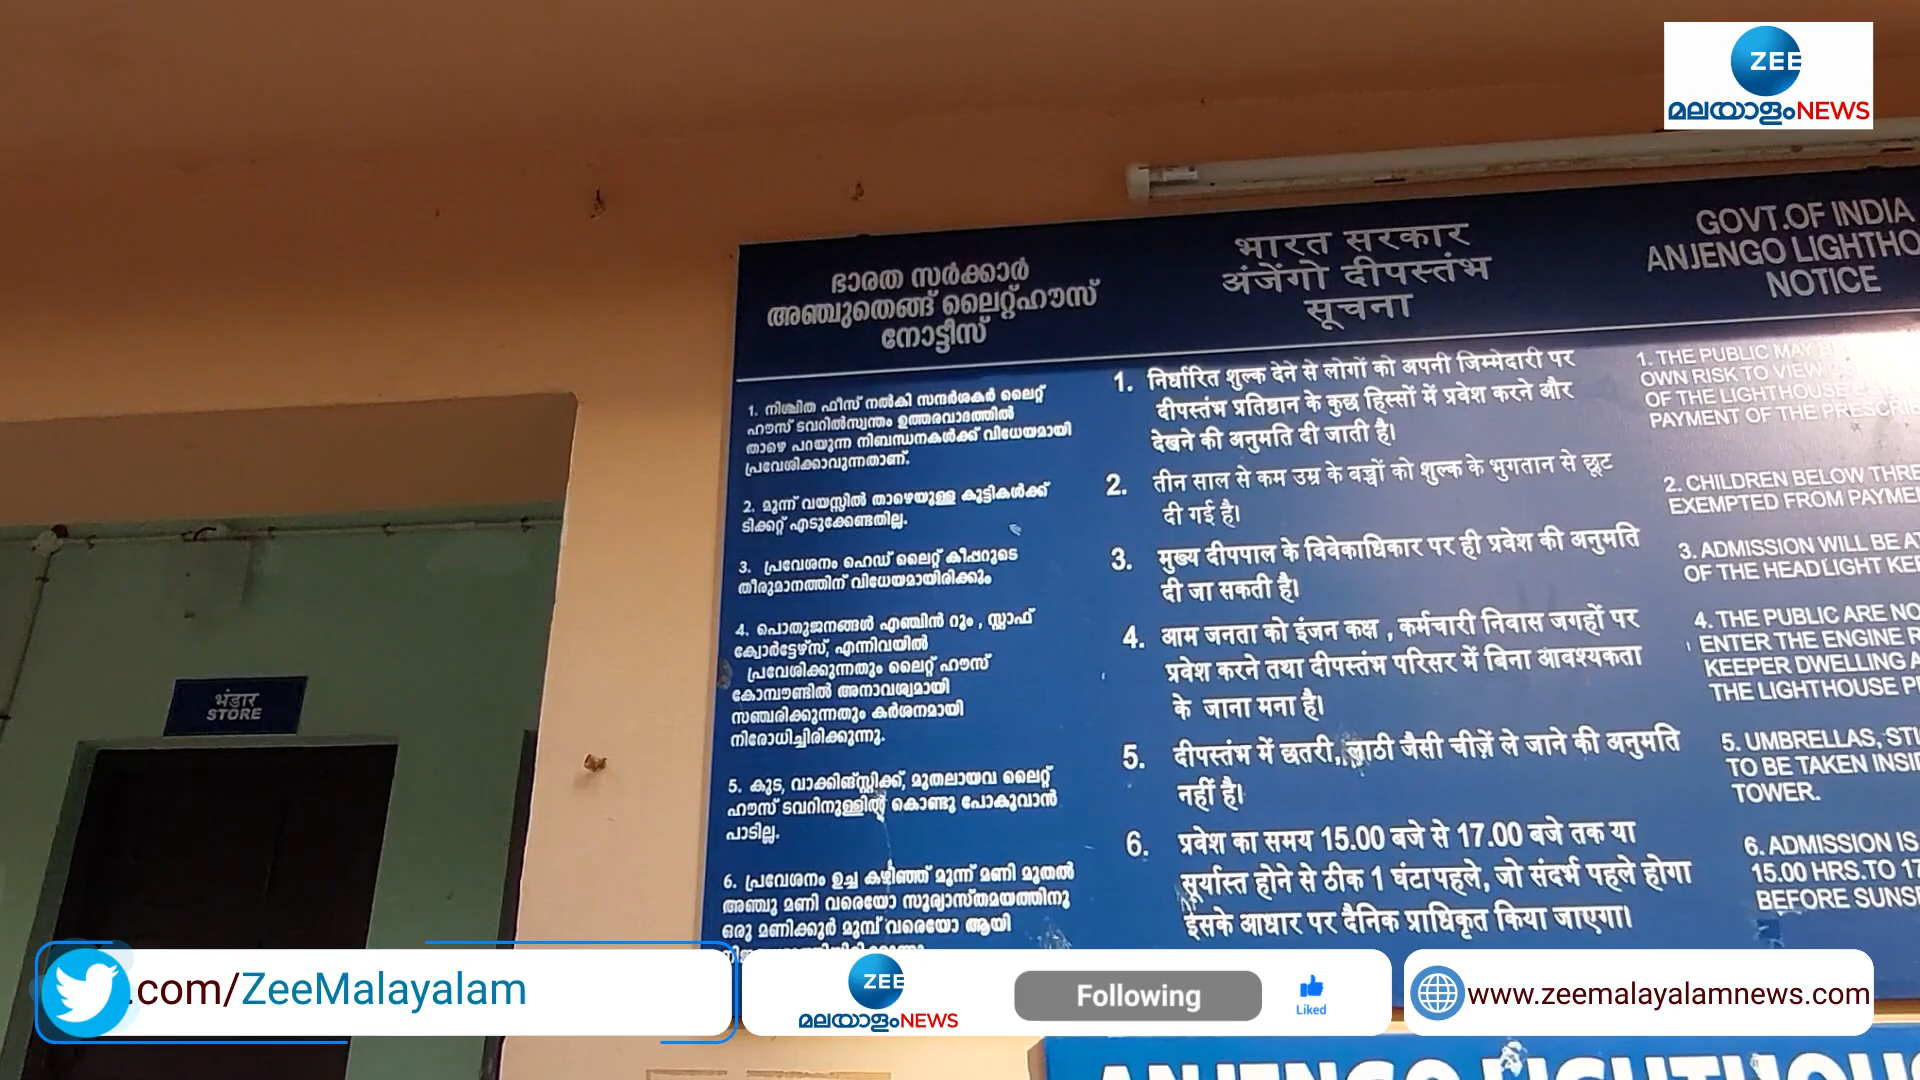 ZEE
മലയാളംNEWS
ഭാരത സർക്കാർ
അഞ്ചുതെങ്ങ് ലൈറ്റ്ഹൗസ്
നോട്ടീസ്
1. നിശ്ചിത ഫീസ് നൽകി സന്ദർശകർ ലൈറ്റ്
ഹൗസ് ടവറിൽസ്വന്തം ഉത്തരവാദത്തിൽ
താഴെ പറയുന്ന നിബന്ധനകൾക്ക് വിധേയമായി
പ്രവേശിക്കാവുന്നതാണ്.
2. മൂന്ന് വയസ്സിൽ താഴെയുള്ള കുട്ടികൾക്ക്
ടിക്കറ്റ് എടുക്കേണ്ടതില്ല.
3. പ്രവേശനം ഹെഡ് ലൈറ്റ് കീപ്പറുടെ
തീരുമാനത്തിന് വിധേയമായിരിക്കും
4. പൊതുജനങ്ങൾ എഞ്ചിൻ റൂം , സ്റ്റാഫ്
ക്വോർട്ടേഴ്സ്, എന്നിവയിൽ
പ്രവേശിക്കുന്നതും ലൈറ്റ് ഹൗസ്
കോമ്പൗണ്ടിൽ അനാവശ്യമായി
സഞ്ചരിക്കുന്നതും കർശനമായി
നിരോധിച്ചിരിക്കുന്നു.
5. കുട, വാക്കിങ്സ്റ്റിക്ക്, മുതലായവ ലൈറ്റ്
ഹൗസ് ടവറിനുള്ളിൽ കൊണ്ടു പോകുവാൻ
പാടില്ല.
6. പ്രവേശനം ഉച്ച കഴിഞ്ഞ് മൂന്ന് മണി മുതൽ
അഞ്ചു മണി വരെയോ സൂര്യാസ്തമയത്തിനു
ഒരു മണിക്കൂർ മുമ്പ് വരെയോ ആയി
भारत सरकार
अंजेंगो दीपस्तंभ
सूचना
1. निर्धारित शुल्क देने से लोगों को अपनी जिम्मेदारी पर
दीपस्तंभ प्रतिष्ठान के कुछ हिस्सों में प्रवेश करने और
देखने की अनुमति दी जाती है।
2. तीन साल से कम उम्र के बच्चों को शुल्क के भुगतान से छूट
दी गई है।
3. मुख्य दीपपाल के विवेकाधिकार पर ही प्रवेश की अनुमति
दी जा सकती है।
4. आम जनता को इंजन कक्ष , कर्मचारी निवास जगहों पर
प्रवेश करने तथा दीपस्तंभ परिसर में बिना आवश्यकता
के जाना मना है।
5. दीपस्तंभ में छतरी, लाठी जैसी चीज़ें ले जाने की अनुमति
नहीं है।
6. प्रवेश का समय 15.00 बजे से 17.00 बजे तक या
सूर्यास्त होने से ठीक 1 घंटा पहले, जो संदर्भ पहले होगा
इसके आधार पर दैनिक प्राधिकृत किया जाएगा।
GOVT.OF INDIA
ANJENGO LIGHTHO
NOTICE
1. THE PUBLIC MAY
OWN RISK TO VIEW
OF THE LIGHTHOUSE
PAYMENT OF THE PRESCRI
2. CHILDREN BELOW THRE
EXEMPTED FROM PAYME
3. ADMISSION WILL BE AT
OF THE HEADLIGHT KE
4. THE PUBLIC ARE NO
ENTER THE ENGINE R
KEEPER DWELLING A
THE LIGHTHOUSE P
5. UMBRELLAS, STI
TO BE TAKEN INSI
TOWER.
6. ADMISSION IS
15.00 HRS.TO 17
BEFORE SUNS
भंडार
STORE
.com/ZeeMalayalam
ZEE
മലയാളംNEWS
Following
Liked
www.zeemalayalamnews.com
ANJENGO LIGHTHOUS